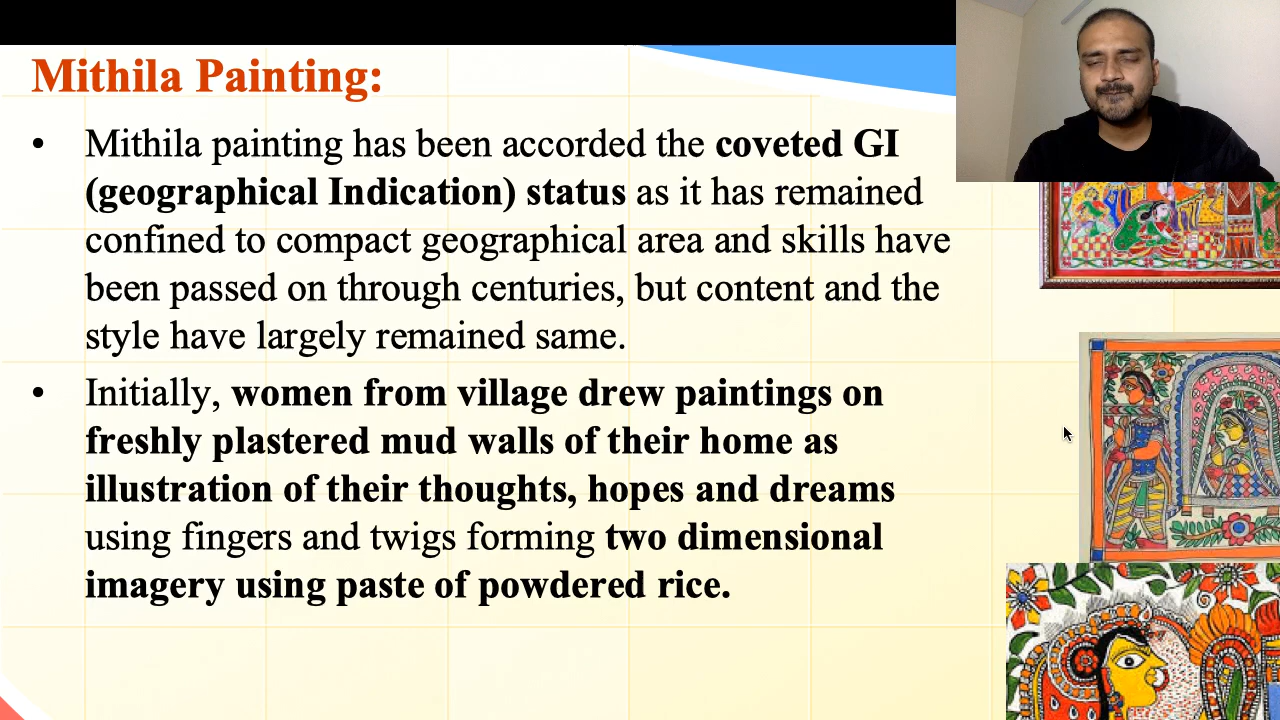 Mithila Painting:
• Mithila painting has been accorded the coveted GI
(geographical Indication) status as it has remained
confined to compact geographical area and skills have
been passed on through centuries, but content and the
style have largely remained same.
• Initially, women from village drew paintings on
freshly plastered mud walls of their home as
illustration of their thoughts, hopes and dreams
using fingers and twigs forming two dimensional
imagery using paste of powdered rice.